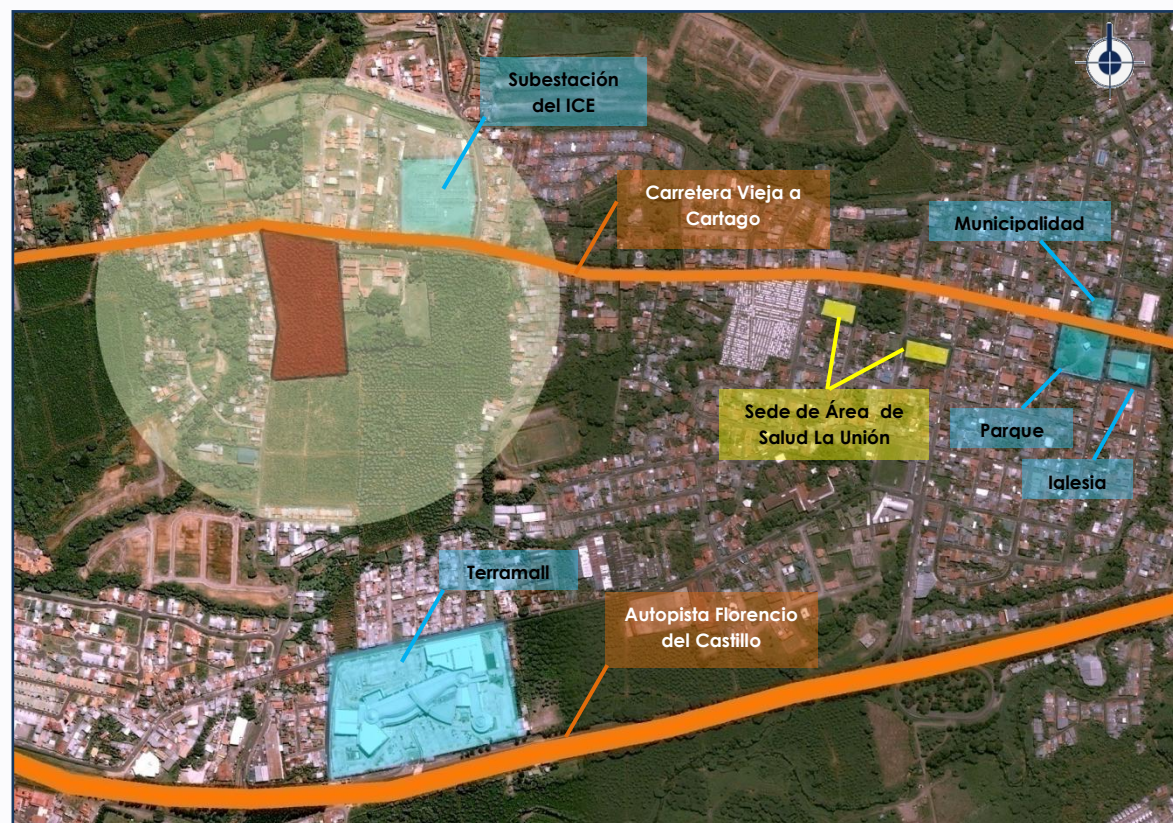 Subestación
del ICE
Carretera Vieja a
Cartago
Municipalidad
Sede de Área de
Salud La Unión
Parque
Iglesia
Terramall
Autopista Florencio
del Castillo